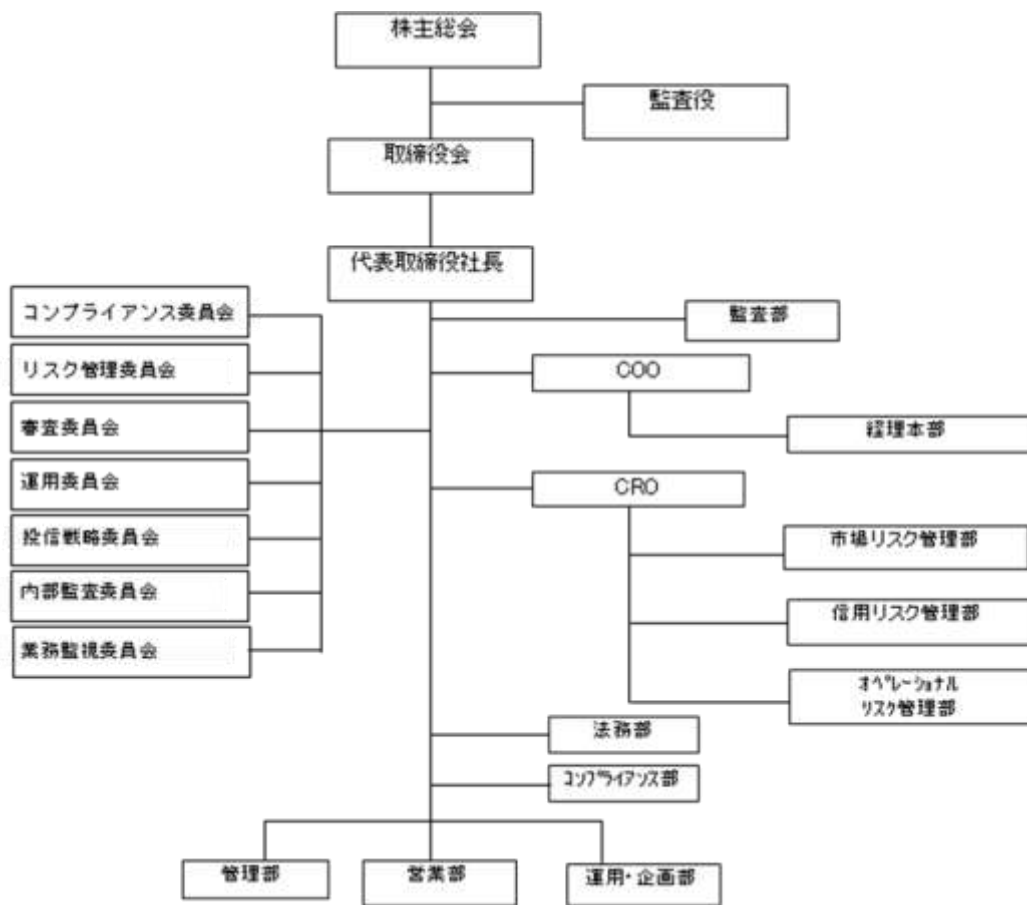 株主総会
監査役
取締役会
代表取締役社長
コンプライアンス委員会
リスク管理委員会
審査委員会
運用委員会
投信戦略委員会
内部監査委員会
業務監視委員会
監査部
COO
経理本部
CRO
市場リスク管理部
信用リスク管理部
ｵﾍﾟﾚｰｼｮﾅﾙ
ﾘｽｸ管理部
法務部
ｺﾝﾌﾟﾗｲｱﾝｽ部
管理部
営業部
運用・企画部